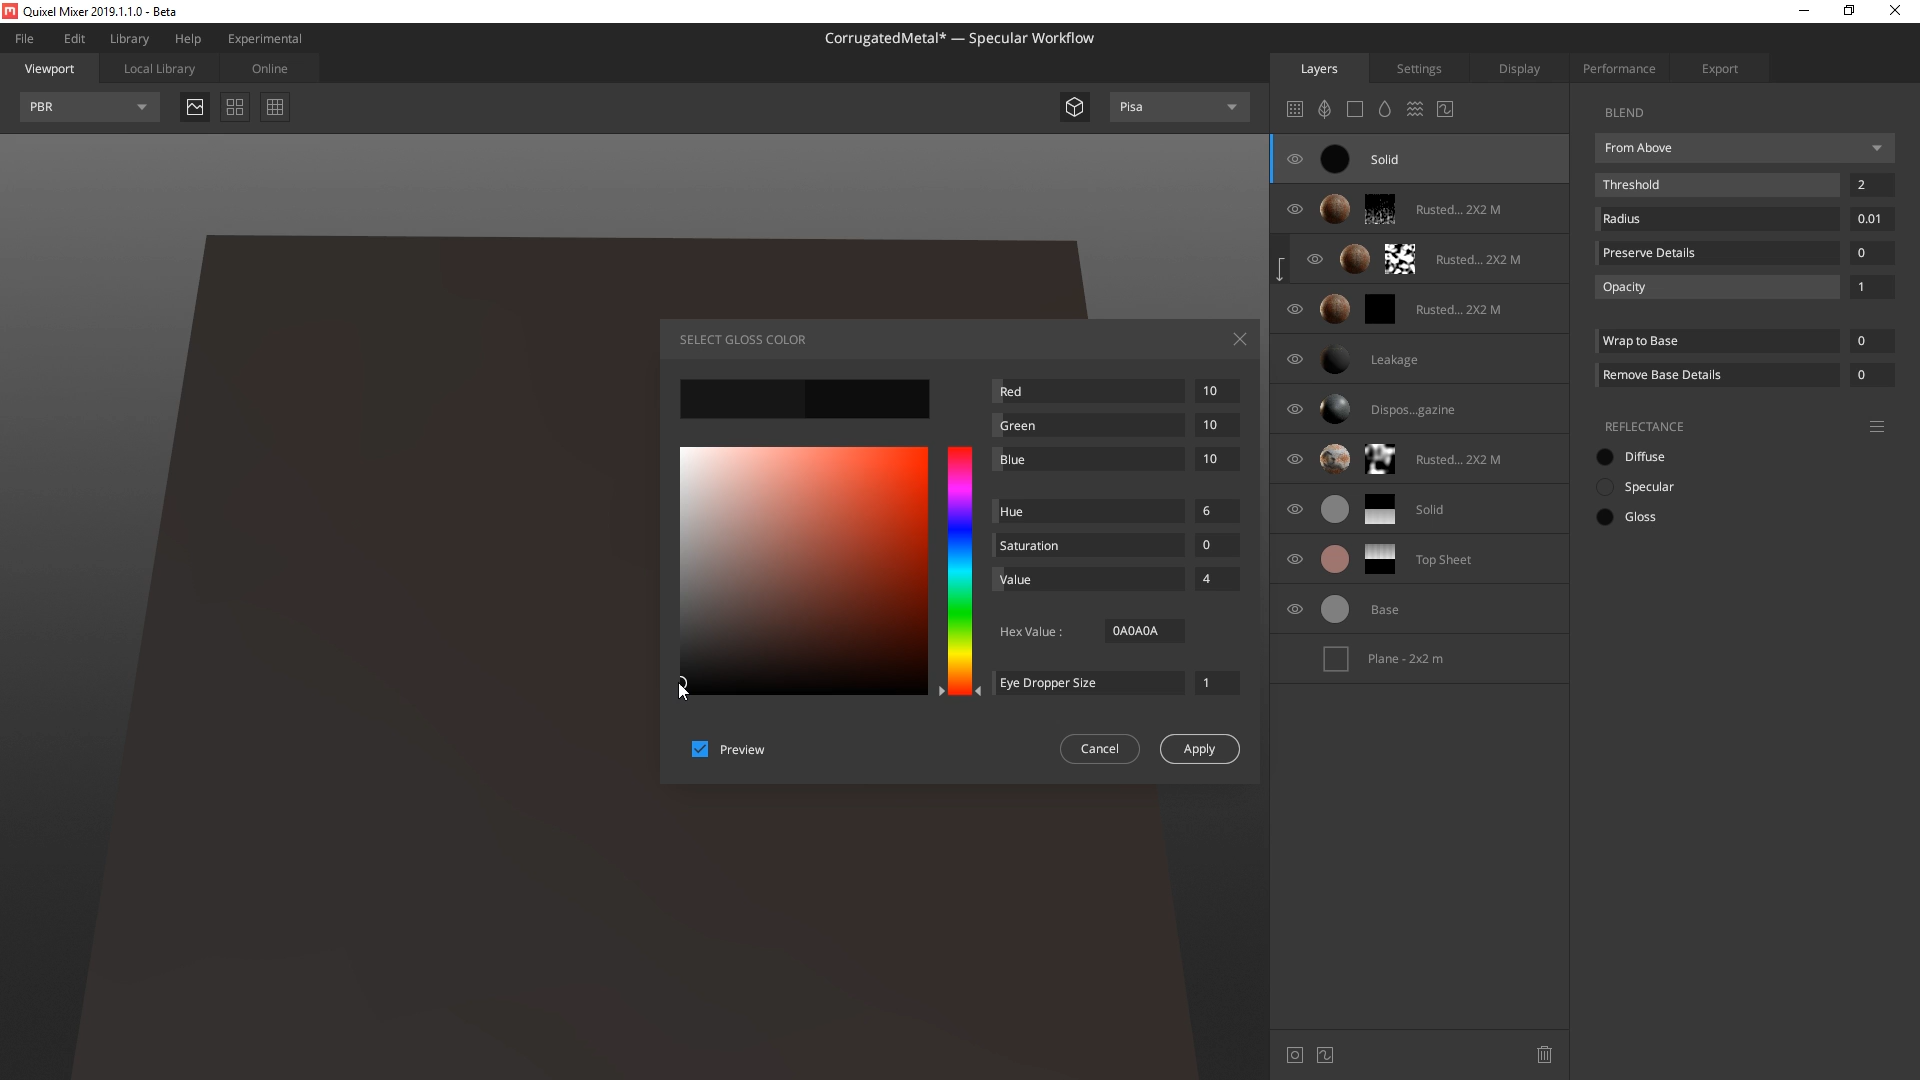 Quixel Mixer 2019.1.1.0 - Beta
File Edit Library Help Experimental
CorrugatedMetal* — Specular Workflow
Viewport Local Library Online
Layers Settings Display Performance Export
PBR
Pisa
Solid
Rusted... 2X2 M
Rusted... 2X2 M
Rusted... 2X2 M
Leakage
Dispos...gazine
Rusted... 2X2 M
Solid
Top Sheet
Base
Plane - 2x2 m
BLEND
From Above
Threshold 2
Radius 0.01
Preserve Details 0
Opacity 1
Wrap to Base 0
Remove Base Details 0
REFLECTANCE
Diffuse
Specular
Gloss
SELECT GLOSS COLOR
Red 10
Green 10
Blue 10
Hue 6
Saturation 0
Value 4
Hex Value : 0A0A0A
Eye Dropper Size 1
Preview
Cancel Apply